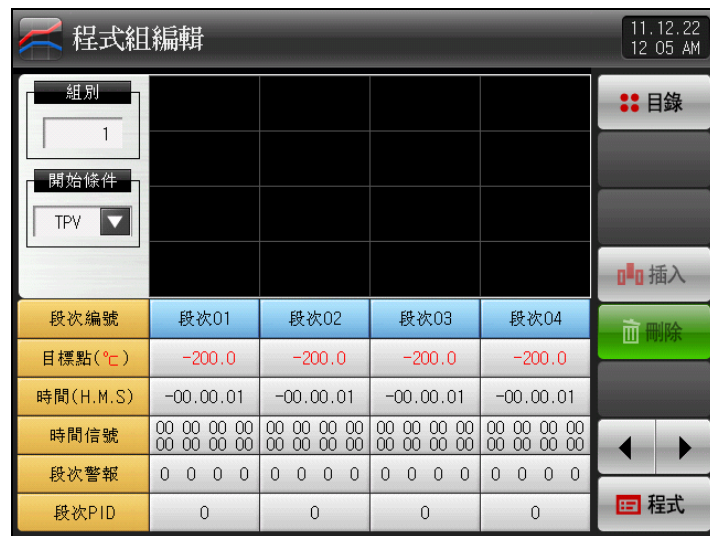 程式組編輯
11.12.22
12 05 AM
組別
1
開始條件
TPV
目錄
插入
刪除
程式
段次編號 段次01 段次02 段次03 段次04
目標點(℃) -200.0 -200.0 -200.0 -200.0
時間(H.M.S) -00.00.01 -00.00.01 -00.00.01 -00.00.01
時間信號 00 00 00 00 00 00 00 00 00 00 00 00 00 00 00 00
00 00 00 00 00 00 00 00 00 00 00 00 00 00 00 00
段次警報 0 0 0 0 0 0 0 0 0 0 0 0 0 0 0 0
段次PID 0 0 0 0